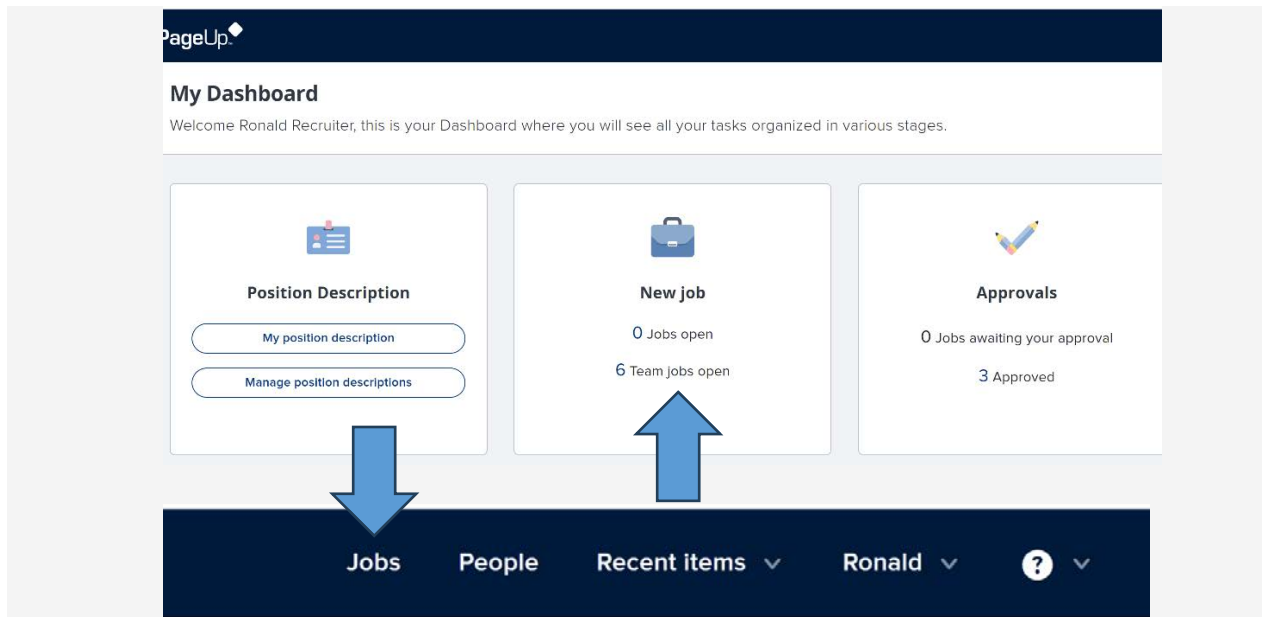 PageUp
My Dashboard
Welcome Ronald Recruiter, this is your Dashboard where you will see all your tasks organized in various stages.
Position Description
My position description
Manage position descriptions
New job
0 Jobs open
6 Team jobs open
Approvals
0 Jobs awaiting your approval
3 Approved
Jobs People Recent items Ronald ?